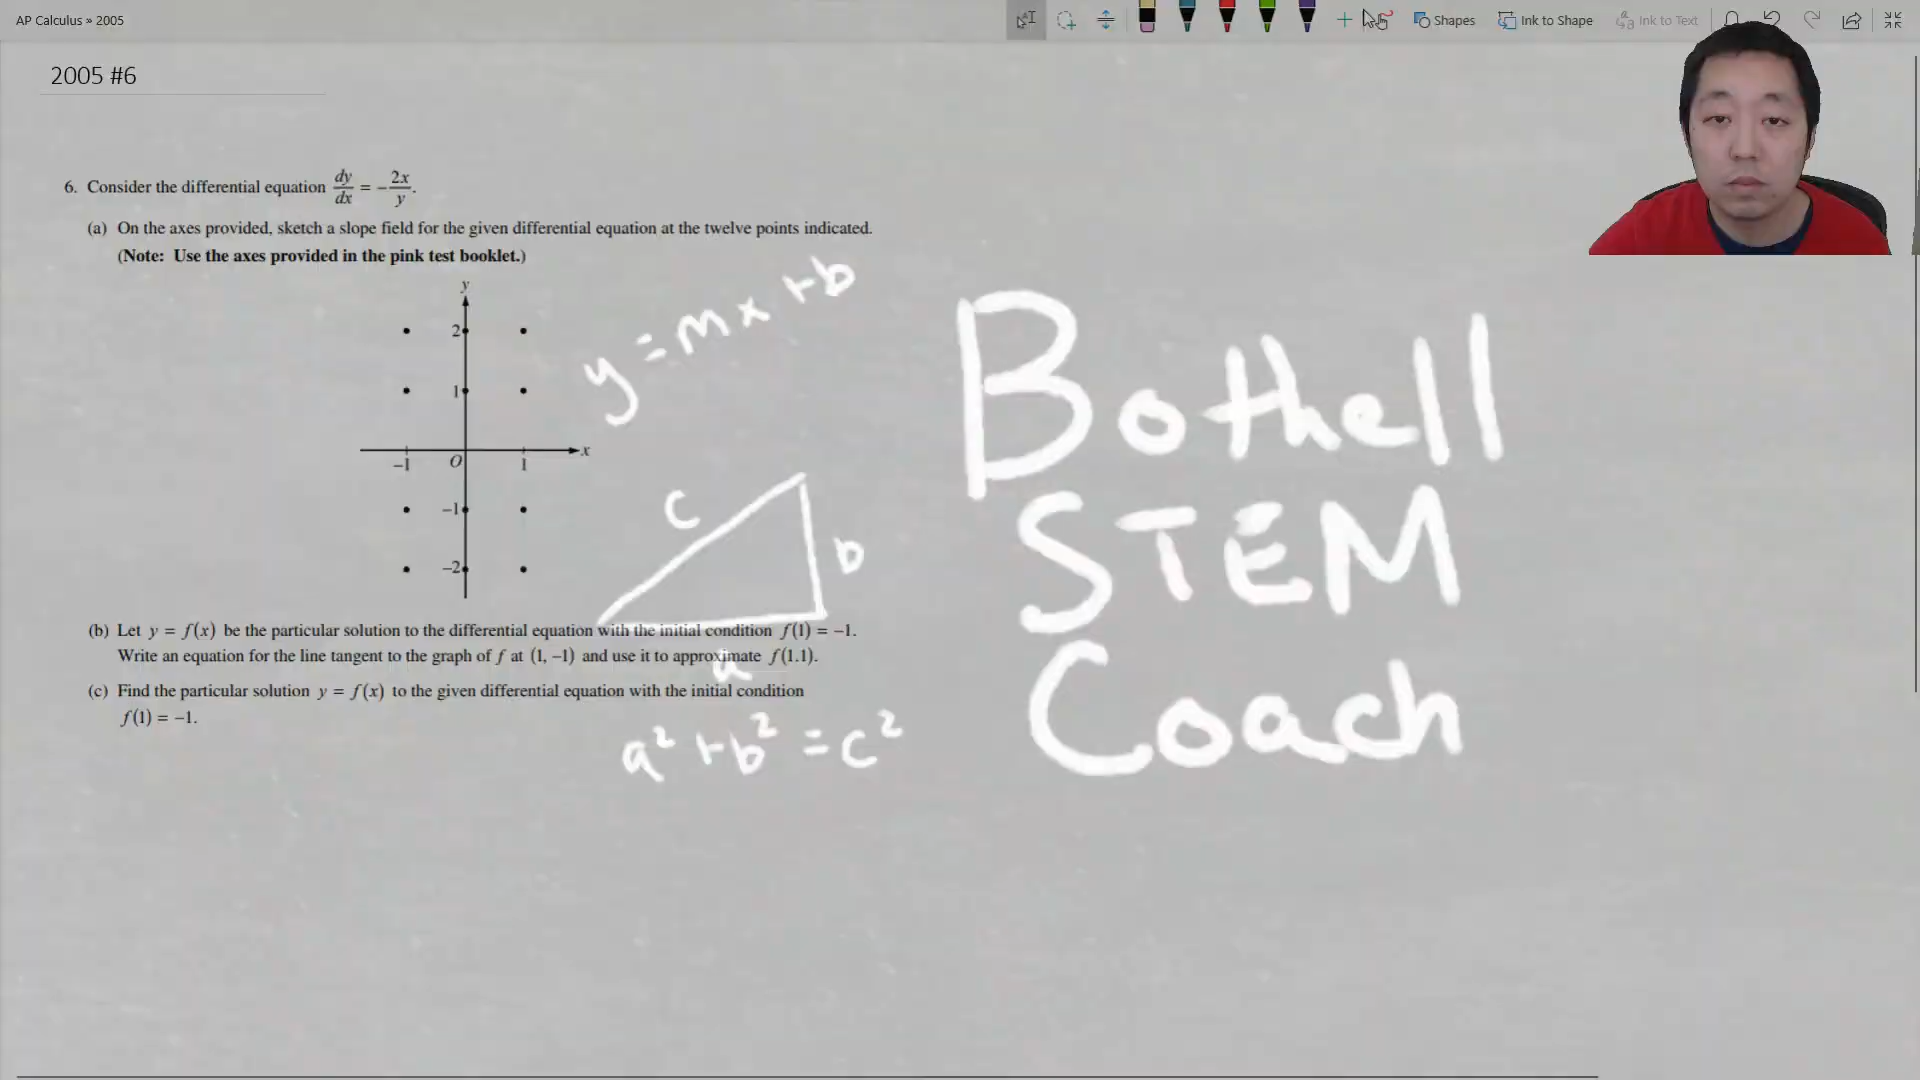 AP Calculus » 2005
Shapes
Ink to Shape
Ink to Text
2005 #6
6. Consider the differential equation dy/dx = −2x/y.
(a) On the axes provided, sketch a slope field for the given differential equation at the twelve points indicated.
(Note: Use the axes provided in the pink test booklet.)
y
2
1
−1
O
1
x
−1
−2
y = mx + b
c
b
a
a² + b² = c²
Bothell
STEM
Coach
(b) Let y = f(x) be the particular solution to the differential equation with the initial condition f(1) = −1.
Write an equation for the line tangent to the graph of f at (1, −1) and use it to approximate f(1.1).
(c) Find the particular solution y = f(x) to the given differential equation with the initial condition
f(1) = −1.